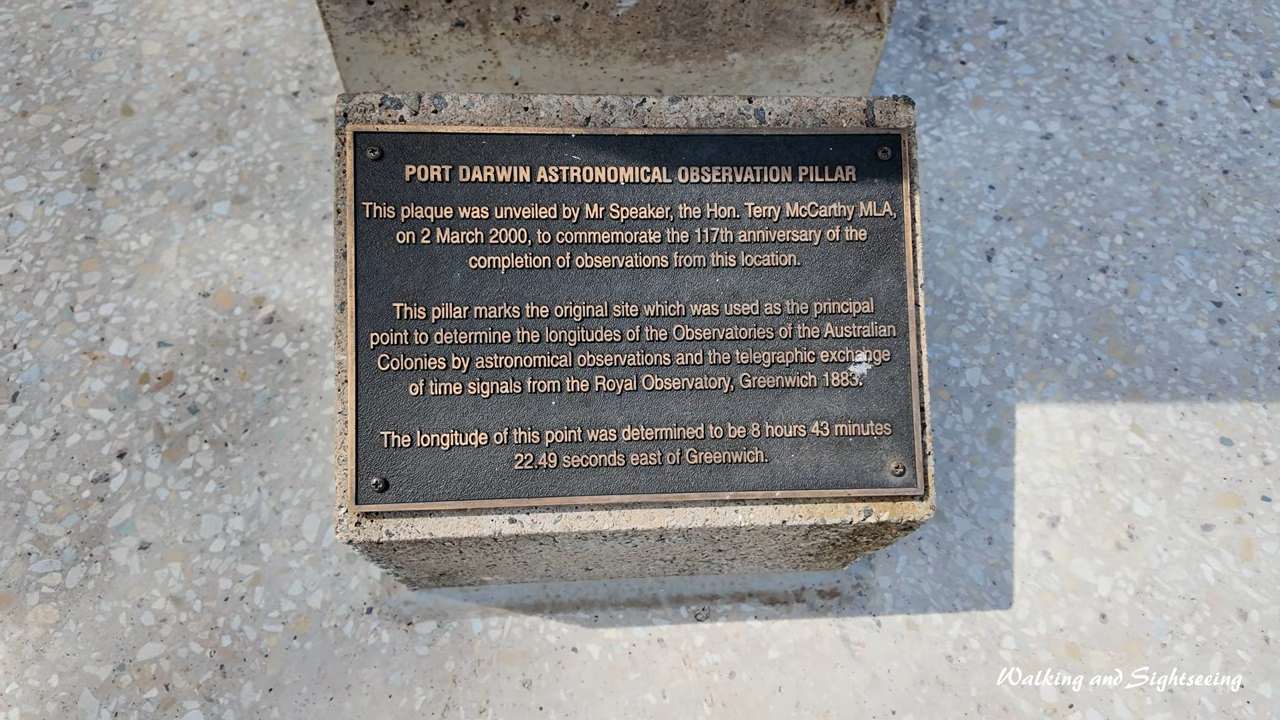 PORT DARWIN ASTRONOMICAL OBSERVATION PILLAR
This plaque was unveiled by Mr Speaker, the Hon. Terry McCarthy MLA,
on 2 March 2000, to commemorate the 117th anniversary of the
completion of observations from this location.
This pillar marks the original site which was used as the principal
point to determine the longitudes of the Observatories of the Australian
Colonies by astronomical observations and the telegraphic exchange
of time signals from the Royal Observatory, Greenwich 1883.
The longitude of this point was determined to be 8 hours 43 minutes
22.49 seconds east of Greenwich.
Walking and Sightseeing